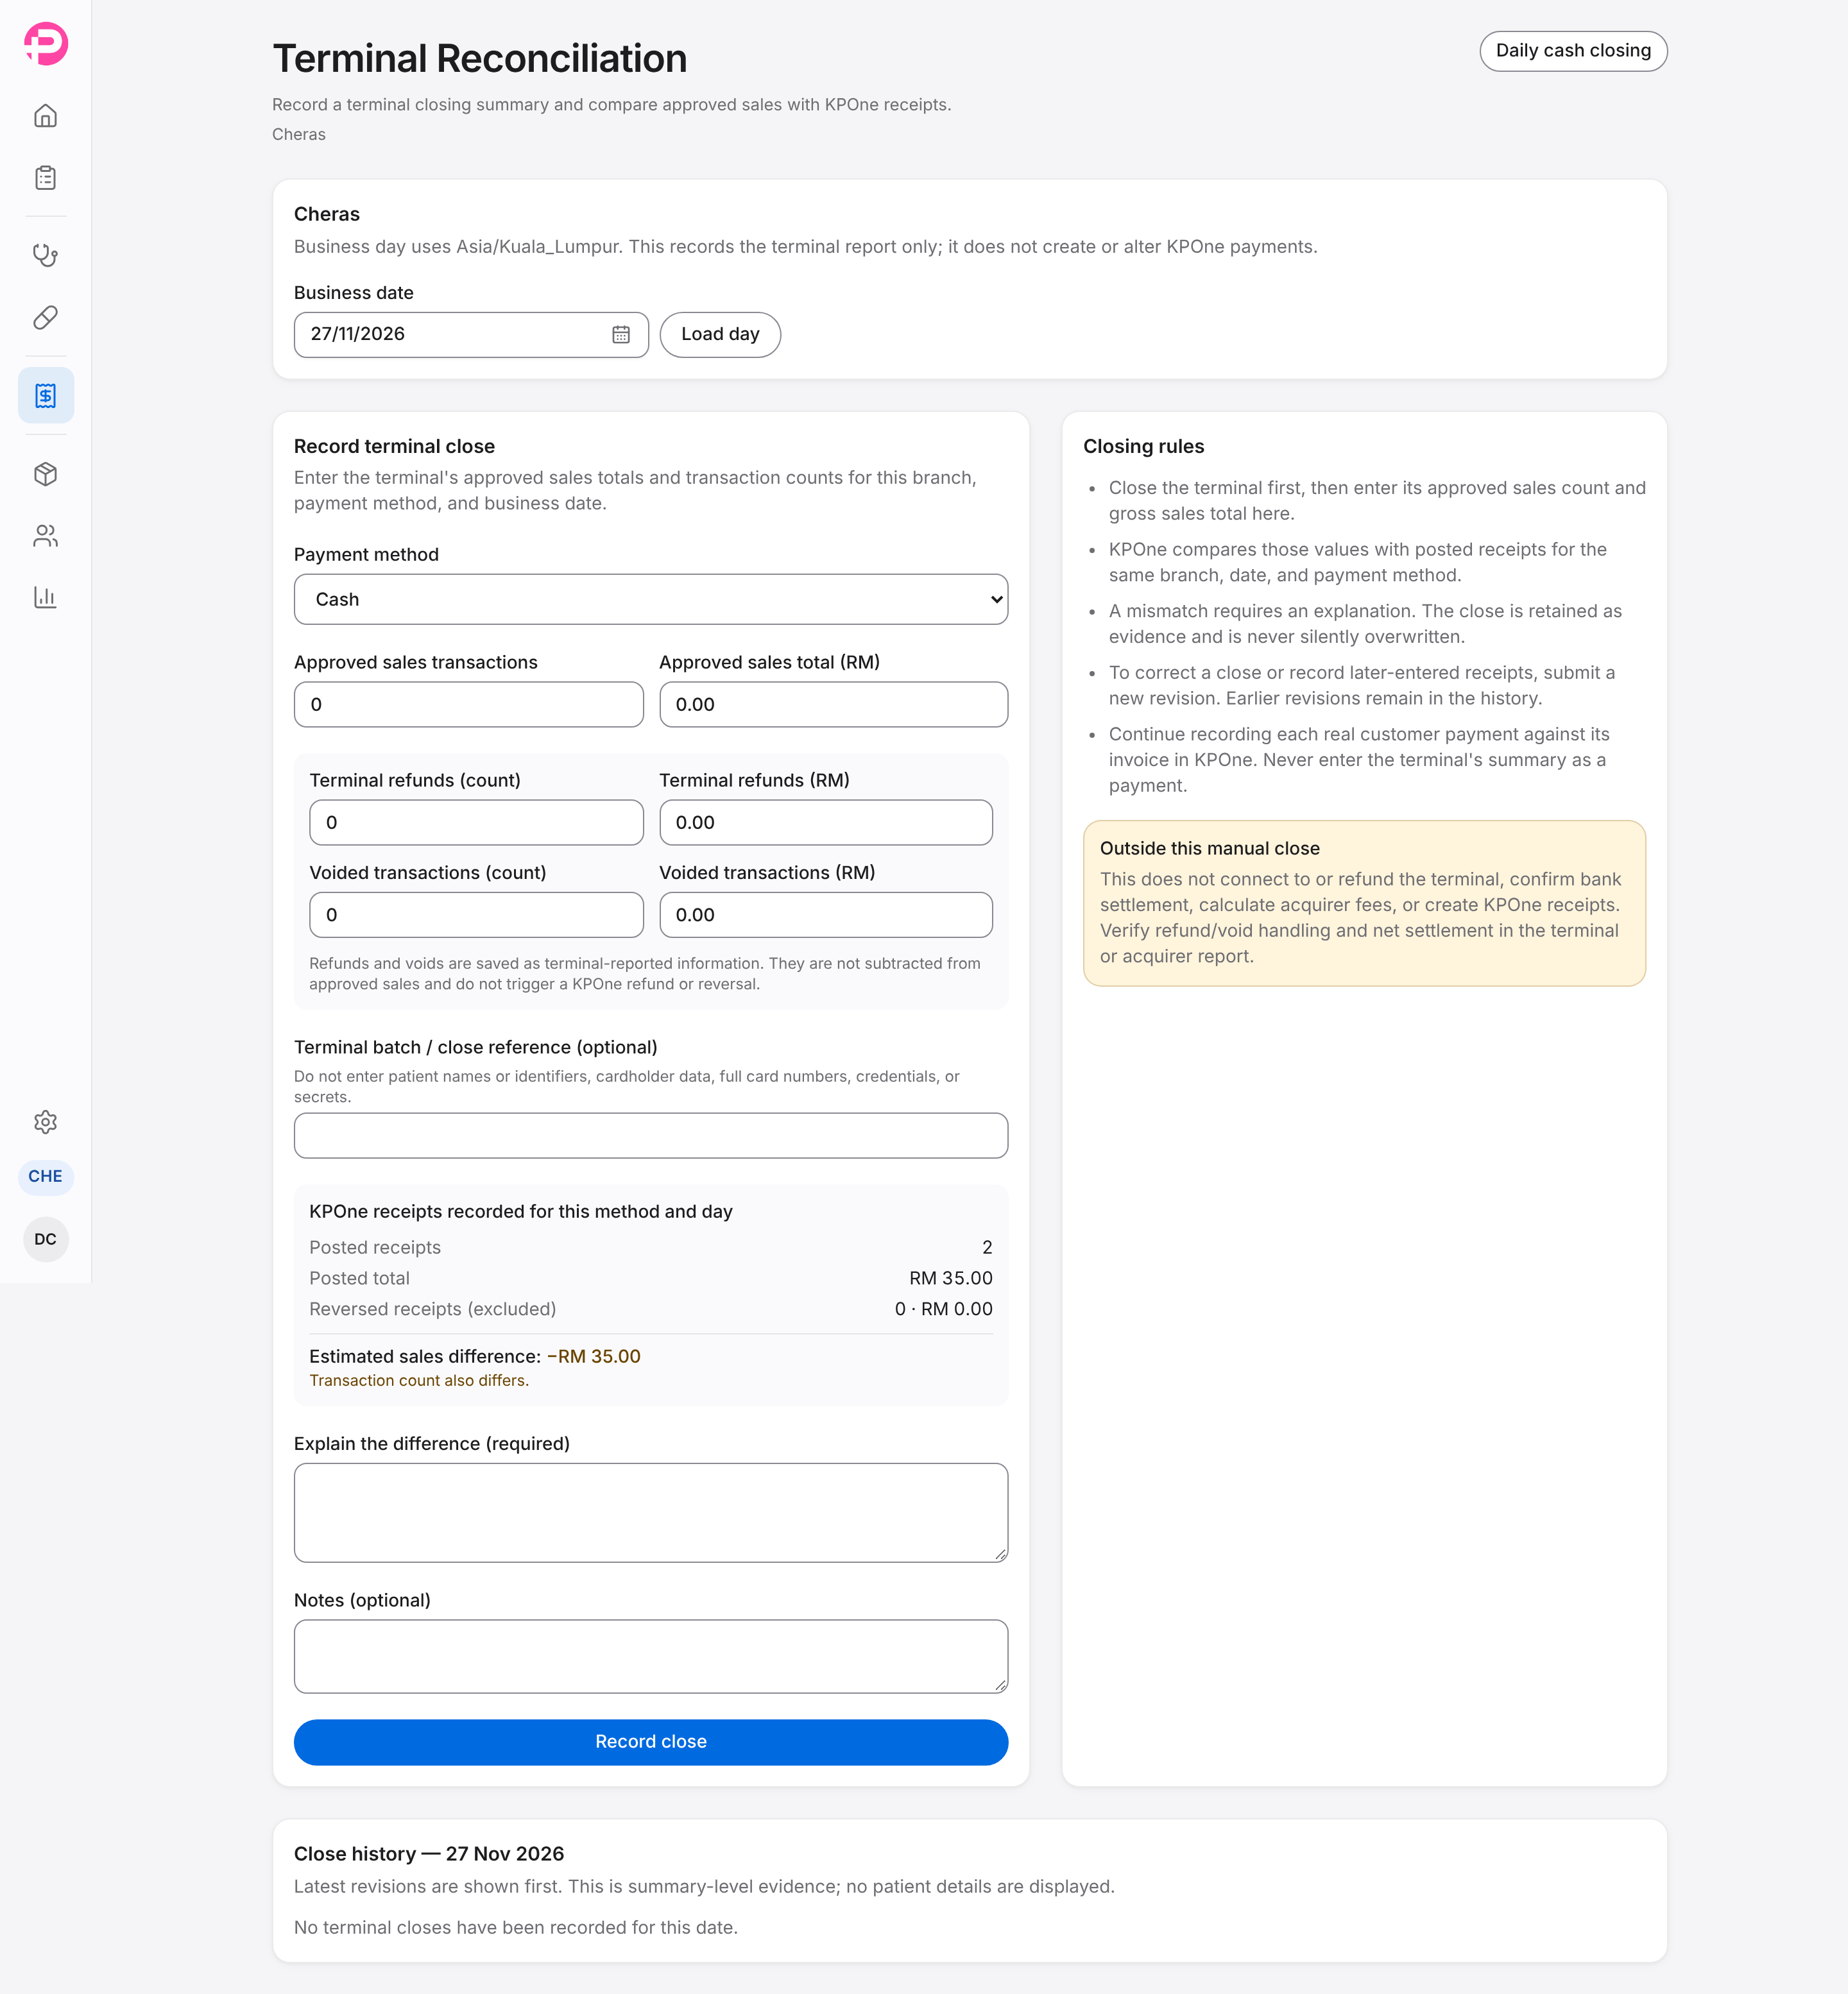 Terminal Reconciliation
Daily cash closing
Record a terminal closing summary and compare approved sales with KPOne receipts.
Cheras
Cheras
Business day uses Asia/Kuala_Lumpur. This records the terminal report only; it does not create or alter KPOne payments.
Business date
27/11/2026
Load day
Record terminal close
Enter the terminal's approved sales totals and transaction counts for this branch,
payment method, and business date.
Payment method
Cash
Approved sales transactions
Approved sales total (RM)
0
0.00
Terminal refunds (count)
Terminal refunds (RM)
0
0.00
Voided transactions (count)
Voided transactions (RM)
0
0.00
Refunds and voids are saved as terminal-reported information. They are not subtracted from
approved sales and do not trigger a KPOne refund or reversal.
Terminal batch / close reference (optional)
Do not enter patient names or identifiers, cardholder data, full card numbers, credentials, or
secrets.
KPOne receipts recorded for this method and day
Posted receipts 2
Posted total RM 35.00
Reversed receipts (excluded) 0 · RM 0.00
Estimated sales difference: −RM 35.00
Transaction count also differs.
Explain the difference (required)
Notes (optional)
Record close
Closing rules
• Close the terminal first, then enter its approved sales count and
gross sales total here.
• KPOne compares those values with posted receipts for the
same branch, date, and payment method.
• A mismatch requires an explanation. The close is retained as
evidence and is never silently overwritten.
• To correct a close or record later-entered receipts, submit a
new revision. Earlier revisions remain in the history.
• Continue recording each real customer payment against its
invoice in KPOne. Never enter the terminal's summary as a
payment.
Outside this manual close
This does not connect to or refund the terminal, confirm bank
settlement, calculate acquirer fees, or create KPOne receipts.
Verify refund/void handling and net settlement in the terminal
or acquirer report.
Close history — 27 Nov 2026
Latest revisions are shown first. This is summary-level evidence; no patient details are displayed.
No terminal closes have been recorded for this date.
CHE
DC